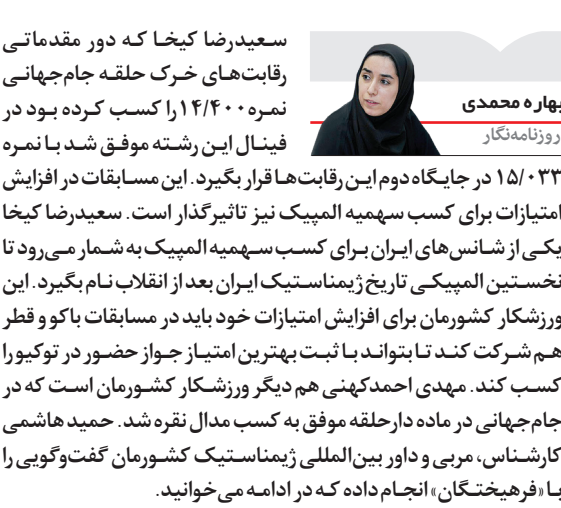 بهاره محمدی
روزنامه‌نگار
سعیدرضا کیخا که دور مقدماتی
رقابت‌های خرک حلقه جام‌جهانی
نمره ۱۴/۴۰۰ را کسب کرده بود در
فینال این رشته موفق شد با نمره
۱۵/۰۳۳ در جایگاه دوم این رقابت‌ها قرار بگیرد. این مسابقات در افزایش
امتیازات برای کسب سهمیه المپیک نیز تاثیرگذار است. سعیدرضا کیخا
یکی از شانس‌های ایران برای کسب سهمیه المپیک به شمار می‌رود تا
نخستین المپیکی تاریخ ژیمناستیک ایران بعد از انقلاب نام بگیرد. این
ورزشکار کشورمان برای افزایش امتیازات خود باید در مسابقات باکو و قطر
هم شرکت کند تا بتواند با ثبت بهترین امتیاز جواز حضور در توکیو را
کسب کند. مهدی احمدکهنی هم دیگر ورزشکار کشورمان است که در
جام‌جهانی در ماده دارحلقه موفق به کسب مدال نقره شد. حمید هاشمی
کارشناس، مربی و داور بین‌المللی ژیمناستیک کشورمان گفت‌وگویی را
با «فرهیختگان» انجام داده که در ادامه می‌خوانید.